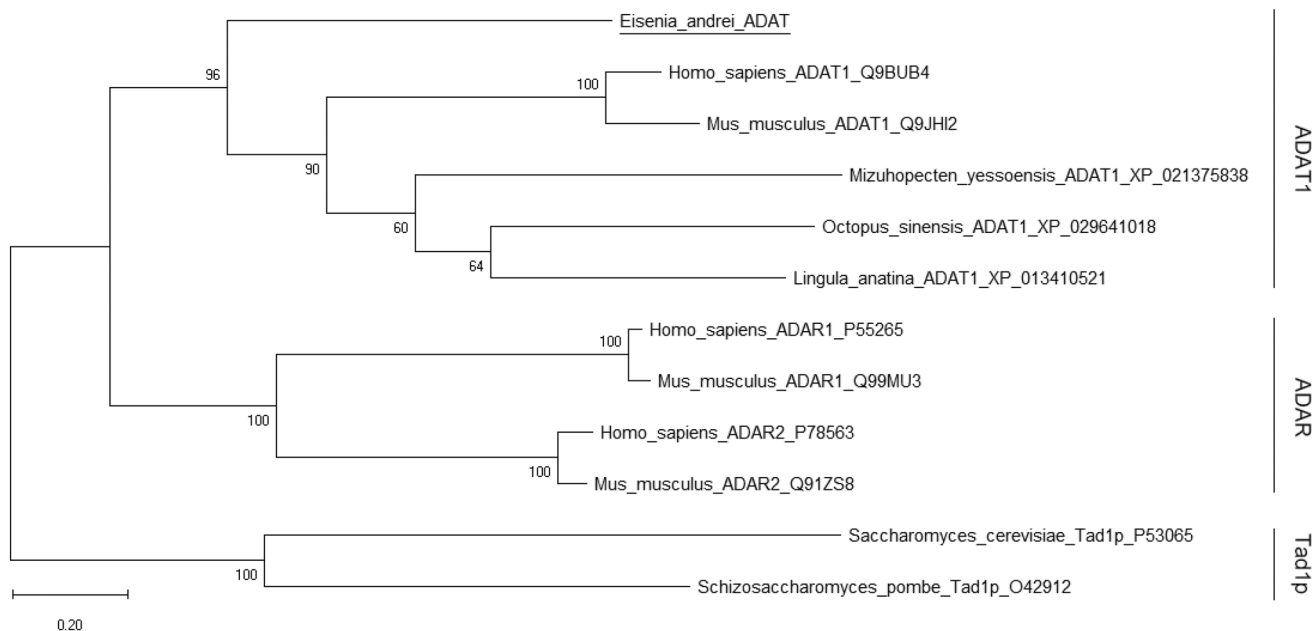 Eisenia_andrei_ADAT
96
Homo_sapiens_ADAT1_Q9BUB4
100
Mus_musculus_ADAT1_Q9JHI2
90
Mizuhopecten_yessoensis_ADAT1_XP_021375838
60
Octopus_sinensis_ADAT1_XP_029641018
64
Lingula_anatina_ADAT1_XP_013410521
ADAT1
Homo_sapiens_ADAR1_P55265
100
Mus_musculus_ADAR1_Q99MU3
100
Homo_sapiens_ADAR2_P78563
100
Mus_musculus_ADAR2_Q91ZS8
ADAR
Saccharomyces_cerevisiae_Tad1p_P53065
100
Schizosaccharomyces_pombe_Tad1p_O42912
Tad1p
0.20